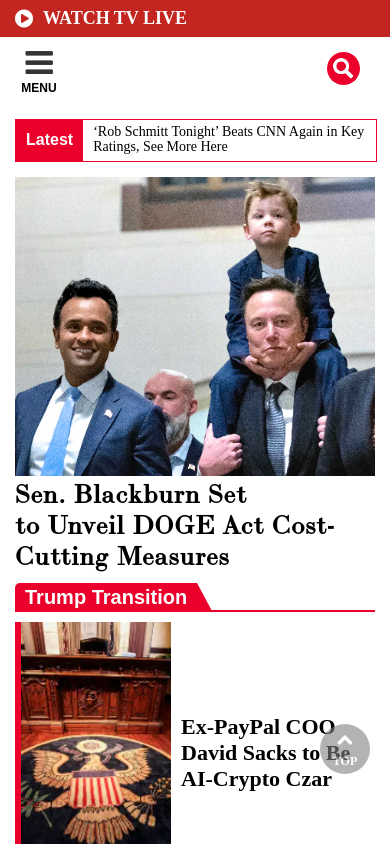 WATCH TV LIVE
MENU
Latest
‘Rob Schmitt Tonight’ Beats CNN Again in Key
Ratings, See More Here
Sen. Blackburn Set
to Unveil DOGE Act Cost-
Cutting Measures
Trump Transition
Ex-PayPal COO
David Sacks to Be
AI-Crypto Czar
TOP